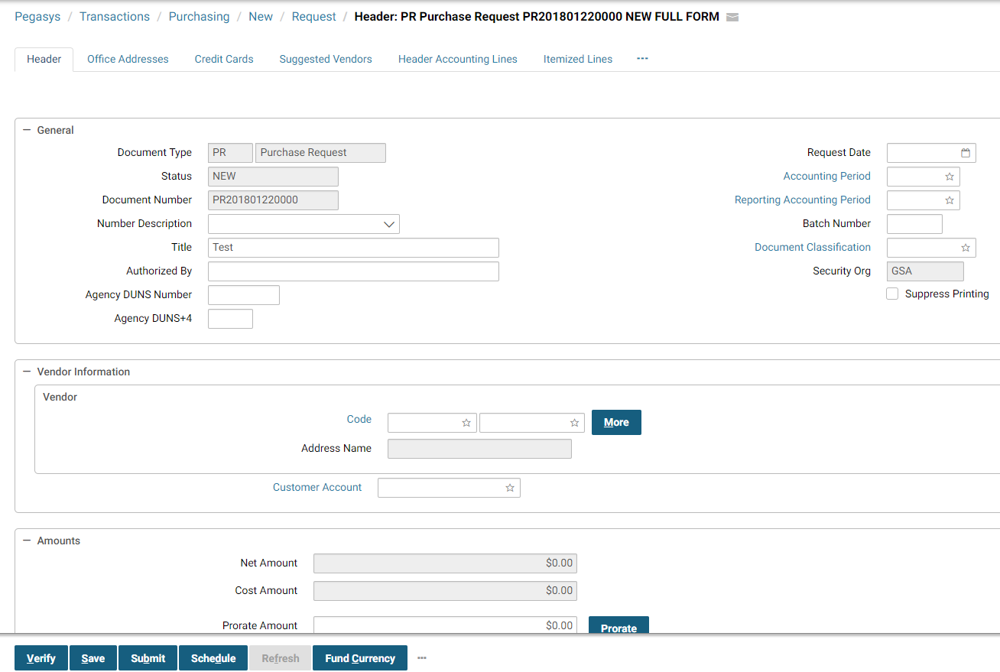 Pegasys / Transactions / Purchasing / New / Request / Header: PR Purchase Request PR201801220000 NEW FULL FORM
Header Office Addresses Credit Cards Suggested Vendors Header Accounting Lines Itemized Lines ...
General
Document Type PR Purchase Request Request Date
Status NEW Accounting Period
Document Number PR201801220000 Reporting Accounting Period
Number Description Batch Number
Title Test Document Classification
Authorized By Security Org GSA
Agency DUNS Number Suppress Printing
Agency DUNS+4
Vendor Information
Vendor
Code More
Address Name
Customer Account
Amounts
Net Amount $0.00
Cost Amount $0.00
Prorate Amount $0.00 Prorate
Verify Save Submit Schedule Refresh Fund Currency ...